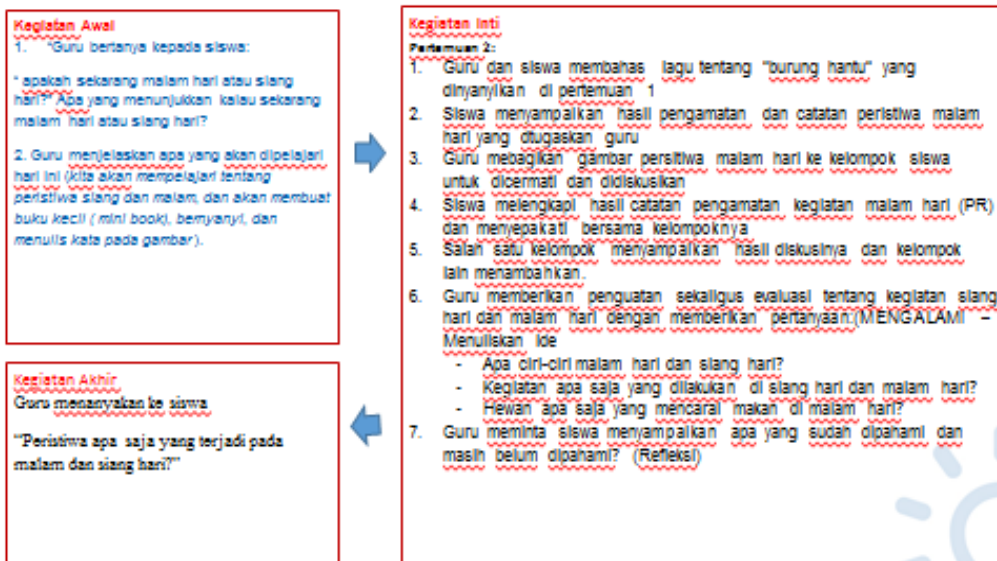 Kegiatan Awal
1. "Guru bertanya kepada siswa:
" apakah sekarang malam hari atau siang
hari?" Apa yang menunjukkan kalau sekarang
malam hari atau siang hari?
2. Guru menjelaskan apa yang akan dipelajari
hari ini (kita akan mempelajari tentang
peristiwa siang dan malam, dan akan membuat
buku kecil ( mini book), bernyanyi, dan
menulis kata pada gambar).
Kegiatan Inti
Pertemuan 2:
1. Guru dan siswa membahas lagu tentang "burung hantu" yang
dinyanyikan di pertemuan 1
2. Siswa menyampaikan hasil pengamatan dan catatan peristiwa malam
hari yang dtugaskan guru
3. Guru mebagikan gambar persitiwa malam hari ke kelompok siswa
untuk dicermati dan didiskusikan
4. Siswa melengkapi hasil catatan pengamatan kegiatan malam hari (PR)
dan menyepakati bersama kelompoknya
5. Salah satu kelompok menyampaikan hasil diskusinya dan kelompok
lain menambahkan.
6. Guru memberikan penguatan sekaligus evaluasi tentang kegiatan siang
hari dan malam hari dengan memberikan pertanyaan:(MENGALAMI –
Menuliskan ide
- Apa ciri-ciri malam hari dan siang hari?
- Kegiatan apa saja yang dilakukan di siang hari dan malam hari?
- Hewan apa saja yang mencarai makan di malam hari?
7. Guru meminta siswa menyampaikan apa yang sudah dipahami dan
masih belum dipahami? (Refleksi)
Kegiatan Akhir
Guru menanyakan ke siswa
"Peristiwa apa saja yang terjadi pada
malam dan siang hari?"